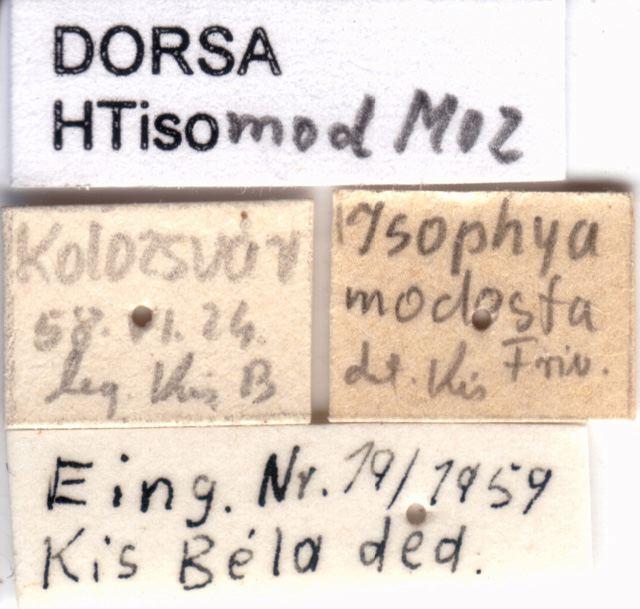 DORSA
HTisomod M02
Kolozsvár
58. VI. 24.
leg. Kis B
Isophya
modosta
det. Kis Friv.
Eing. Nr. 19/1959
Kis Béla ded.